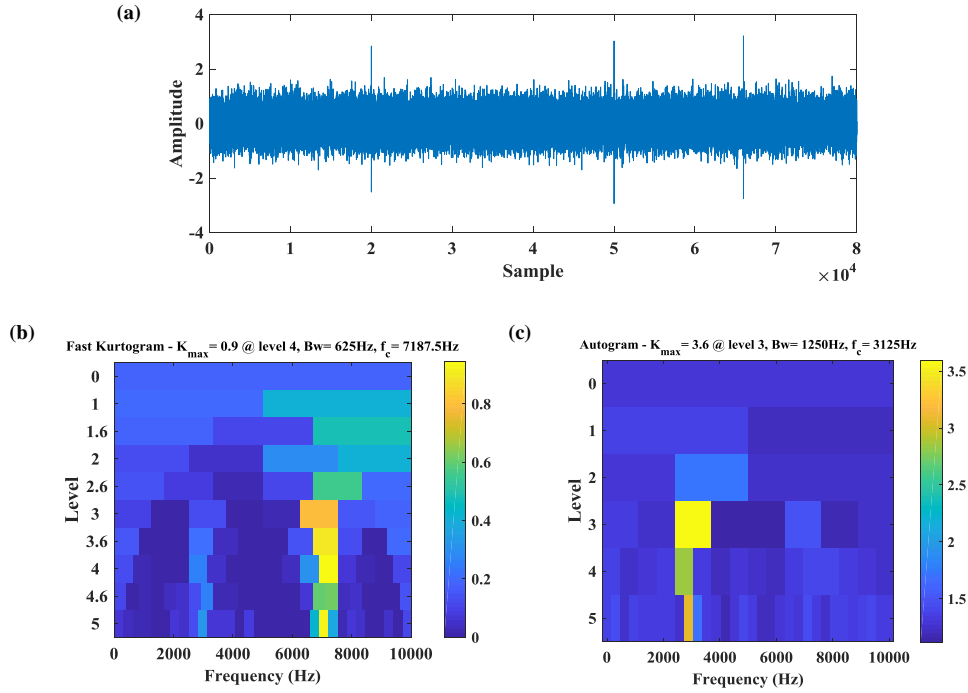 (a)
4
2
0
-2
-4
Amplitude
0 1 2 3 4 5 6 7 8
Sample
×10⁴
(b)
Fast Kurtogram - K_max = 0.9 @ level 4, Bw= 625Hz, f_c = 7187.5Hz
0
1
1.6
2
2.6
3
3.6
4
4.6
5
Level
0 2000 4000 6000 8000 10000
Frequency (Hz)
0.8
0.6
0.4
0.2
0
(c)
Autogram - K_max = 3.6 @ level 3, Bw= 1250Hz, f_c = 3125Hz
0
1
2
3
4
5
Level
0 2000 4000 6000 8000 10000
Frequency (Hz)
3.5
3
2.5
2
1.5